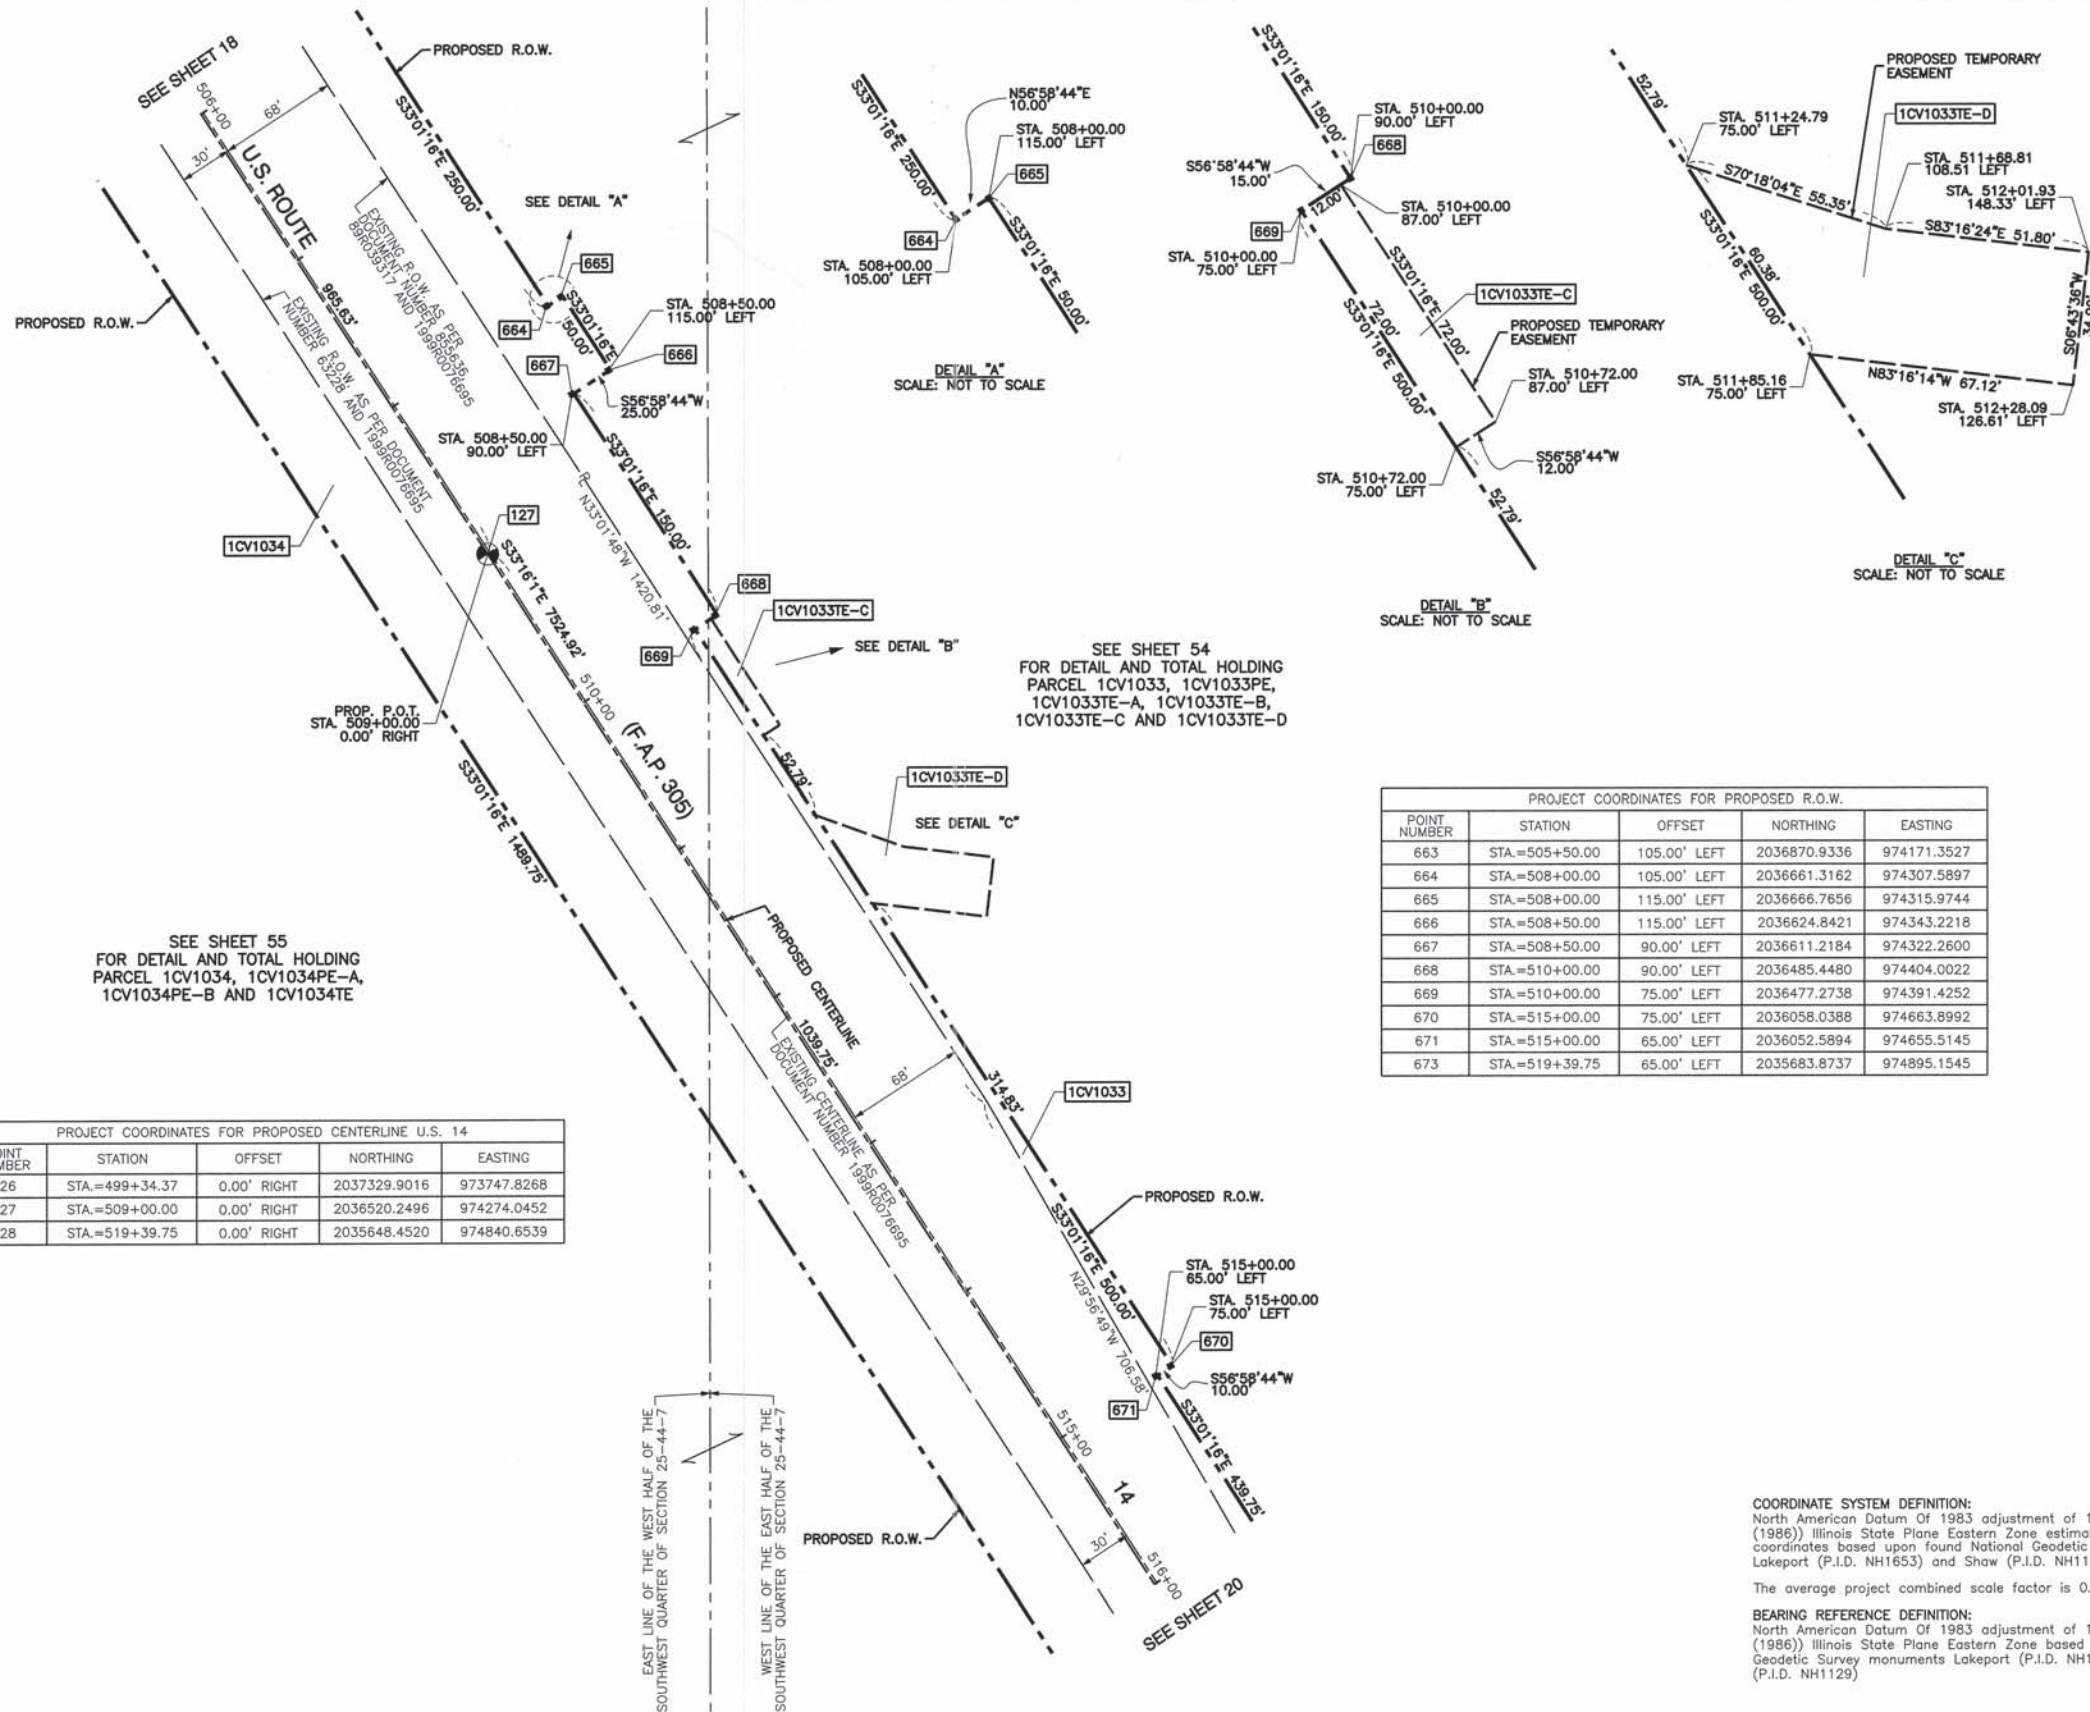 SEE SHEET 18
506+00
68'
30'
U.S. ROUTE
PROPOSED R.O.W.
S33°01'16"E 250.00'
SEE DETAIL "A"
665
664
S33°01'16"E
50.00'
STA. 508+50.00
115.00' LEFT
666
667
S56°58'44"W
25.00'
STA. 508+50.00
90.00' LEFT
EXISTING R.O.W. AS PER
DOCUMENT NUMBER 855636,
89R039317 AND 1999R0076695
965.63'
EXISTING R.O.W. AS PER DOCUMENT
NUMBER 63228 AND 1999R0076695
PROPOSED R.O.W.
1CV1034
127
S33°01'16"E 150.00'
N33°01'48"W 1420.81'
S33°16'1"E 7524.92'
668
1CV1033TE-C
669
SEE DETAIL "B"
510+00
PROP. P.O.T.
STA. 509+00.00
0.00' RIGHT
(F.A.P. 305)
52.79'
1CV1033TE-D
SEE DETAIL "C"
S33°01'16"E 1489.75'
SEE SHEET 54
FOR DETAIL AND TOTAL HOLDING
PARCEL 1CV1033, 1CV1033PE,
1CV1033TE-A, 1CV1033TE-B,
1CV1033TE-C AND 1CV1033TE-D
SEE SHEET 55
FOR DETAIL AND TOTAL HOLDING
PARCEL 1CV1034, 1CV1034PE-A,
1CV1034PE-B AND 1CV1034TE
PROPOSED CENTERLINE
1039.75'
EXISTING CENTERLINE AS PER
DOCUMENT NUMBER 1999R0076695
68'
314.83'
1CV1033
PROPOSED R.O.W.
S33°01'16"E 500.00'
N29°56'49"W 706.58'
STA. 515+00.00
65.00' LEFT
STA. 515+00.00
75.00' LEFT
670
S56°58'44"W
10.00'
671
S33°01'16"E 439.75'
515+00
14
30'
516+00
SEE SHEET 20
PROPOSED R.O.W.
EAST LINE OF THE WEST HALF OF THE
SOUTHWEST QUARTER OF SECTION 25-44-7
WEST LINE OF THE EAST HALF OF THE
SOUTHWEST QUARTER OF SECTION 25-44-7
S33°01'16"E 250.00'
N56°58'44"E
10.00'
STA. 508+00.00
115.00' LEFT
665
664
STA. 508+00.00
105.00' LEFT
S33°01'16"E 50.00'
DETAIL "A"
SCALE: NOT TO SCALE
S33°01'16"E 150.00'
STA. 510+00.00
90.00' LEFT
668
S56°58'44"W
15.00'
12.00'
STA. 510+00.00
87.00' LEFT
669
STA. 510+00.00
75.00' LEFT
S33°01'16"E 72.00'
1CV1033TE-C
72.00'
S33°01'16"E 500.00'
PROPOSED TEMPORARY
EASEMENT
STA. 510+72.00
87.00' LEFT
S56°58'44"W
12.00'
STA. 510+72.00
75.00' LEFT
52.79'
DETAIL "B"
SCALE: NOT TO SCALE
52.79'
PROPOSED TEMPORARY
EASEMENT
STA. 511+24.79
75.00' LEFT
1CV1033TE-D
STA. 511+68.81
108.51' LEFT
S70°18'04"E 55.35'
STA. 512+01.93
148.33' LEFT
S83°16'24"E 51.80'
60.38'
S33°01'16"E 500.00'
S06°43'36"W
STA. 511+85.16
75.00' LEFT
N83°16'14"W 67.12'
STA. 512+28.09
126.61' LEFT
DETAIL "C"
SCALE: NOT TO SCALE
PROJECT COORDINATES FOR PROPOSED R.O.W.
POINT NUMBER STATION OFFSET NORTHING EASTING
663 STA.=505+50.00 105.00' LEFT 2036870.9336 974171.3527
664 STA.=508+00.00 105.00' LEFT 2036661.3162 974307.5897
665 STA.=508+00.00 115.00' LEFT 2036666.7656 974315.9744
666 STA.=508+50.00 115.00' LEFT 2036624.8421 974343.2218
667 STA.=508+50.00 90.00' LEFT 2036611.2184 974322.2600
668 STA.=510+00.00 90.00' LEFT 2036485.4480 974404.0022
669 STA.=510+00.00 75.00' LEFT 2036477.2738 974391.4252
670 STA.=515+00.00 75.00' LEFT 2036058.0388 974663.8992
671 STA.=515+00.00 65.00' LEFT 2036052.5894 974655.5145
673 STA.=519+39.75 65.00' LEFT 2035683.8737 974895.1545
PROJECT COORDINATES FOR PROPOSED CENTERLINE U.S. 14
OINT MBER STATION OFFSET NORTHING EASTING
26 STA.=499+34.37 0.00' RIGHT 2037329.9016 973747.8268
27 STA.=509+00.00 0.00' RIGHT 2036520.2496 974274.0452
28 STA.=519+39.75 0.00' RIGHT 2035648.4520 974840.6539
COORDINATE SYSTEM DEFINITION:
North American Datum Of 1983 adjustment of 1
(1986)) Illinois State Plane Eastern Zone estima
coordinates based upon found National Geodetic
Lakeport (P.I.D. NH1653) and Shaw (P.I.D. NH11
The average project combined scale factor is 0.
BEARING REFERENCE DEFINITION:
North American Datum Of 1983 adjustment of 1
(1986)) Illinois State Plane Eastern Zone based
Geodetic Survey monuments Lakeport (P.I.D. NH1
(P.I.D. NH1129)